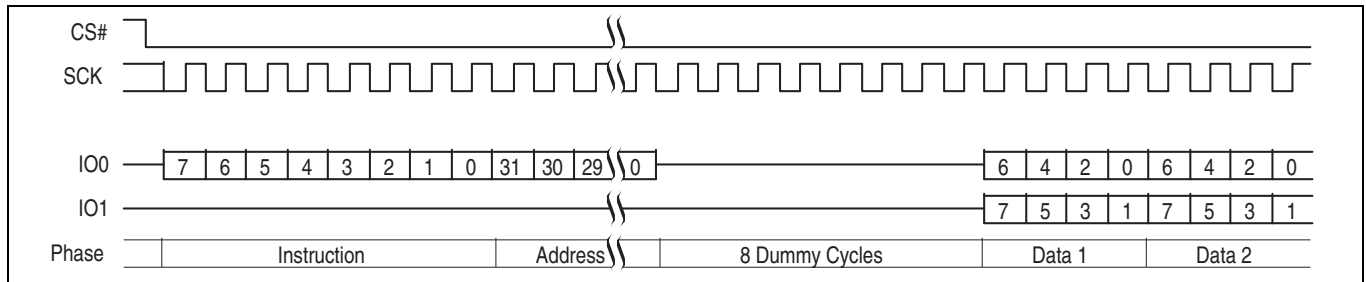 CS#
SCK
IO0 7 6 5 4 3 2 1 0 31 30 29 0 6 4 2 0 6 4 2 0
IO1 7 5 3 1 7 5 3 1
Phase Instruction Address 8 Dummy Cycles Data 1 Data 2